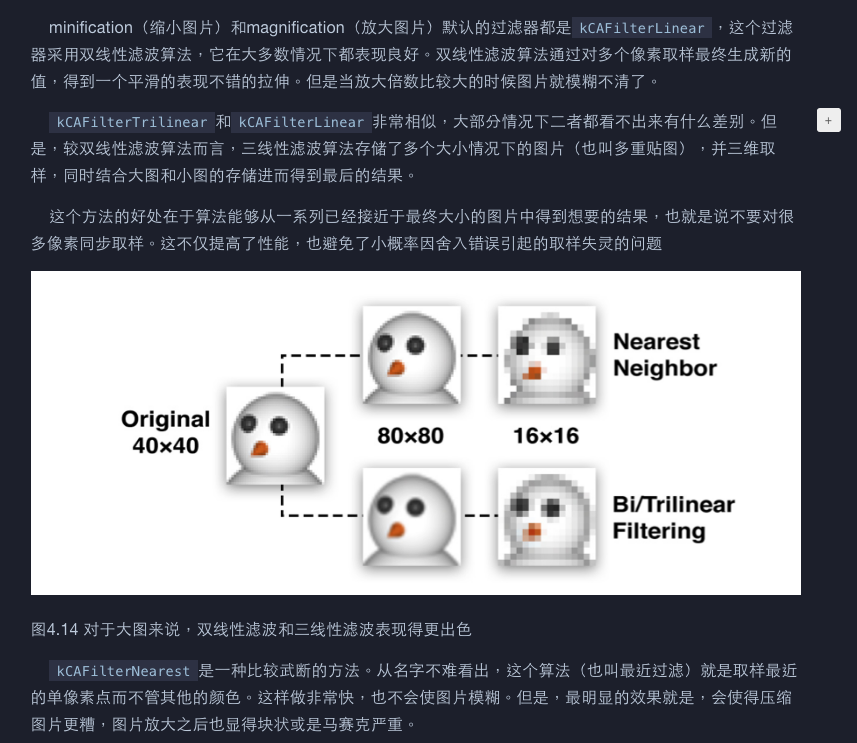 minification（缩小图片）和magnification（放大图片）默认的过滤器都是 kCAFilterLinear ，这个过滤
器采用双线性滤波算法，它在大多数情况下都表现良好。双线性滤波算法通过对多个像素取样最终生成新的
值，得到一个平滑的表现不错的拉伸。但是当放大倍数比较大的时候图片就模糊不清了。
kCAFilterTrilinear 和 kCAFilterLinear 非常相似，大部分情况下二者都看不出来有什么差别。但
是，较双线性滤波算法而言，三线性滤波算法存储了多个大小情况下的图片（也叫多重贴图），并三维取
样，同时结合大图和小图的存储进而得到最后的结果。
+
这个方法的好处在于算法能够从一系列已经接近于最终大小的图片中得到想要的结果，也就是说不要对很
多像素同步取样。这不仅提高了性能，也避免了小概率因舍入错误引起的取样失灵的问题
Original
40×40
80×80
16×16
Nearest
Neighbor
Bi/Trilinear
Filtering
图4.14 对于大图来说，双线性滤波和三线性滤波表现得更出色
kCAFilterNearest 是一种比较武断的方法。从名字不难看出，这个算法（也叫最近过滤）就是取样最近
的单像素点而不管其他的颜色。这样做非常快，也不会使图片模糊。但是，最明显的效果就是，会使得压缩
图片更糟，图片放大之后也显得块状或是马赛克严重。